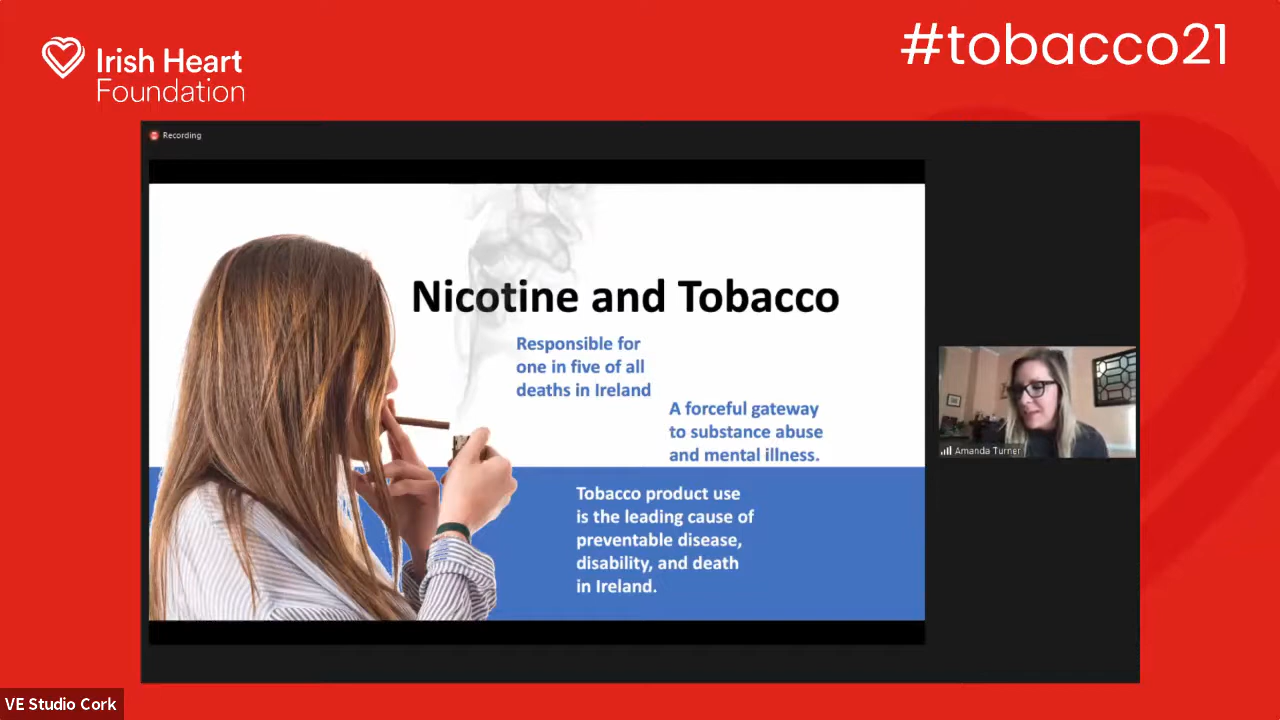 Irish Heart
Foundation
#tobacco21
Recording
Nicotine and Tobacco
Responsible for
one in five of all
deaths in Ireland
A forceful gateway
to substance abuse
and mental illness.
Tobacco product use
is the leading cause of
preventable disease,
disability, and death
in Ireland.
Amanda Turner
VE Studio Cork